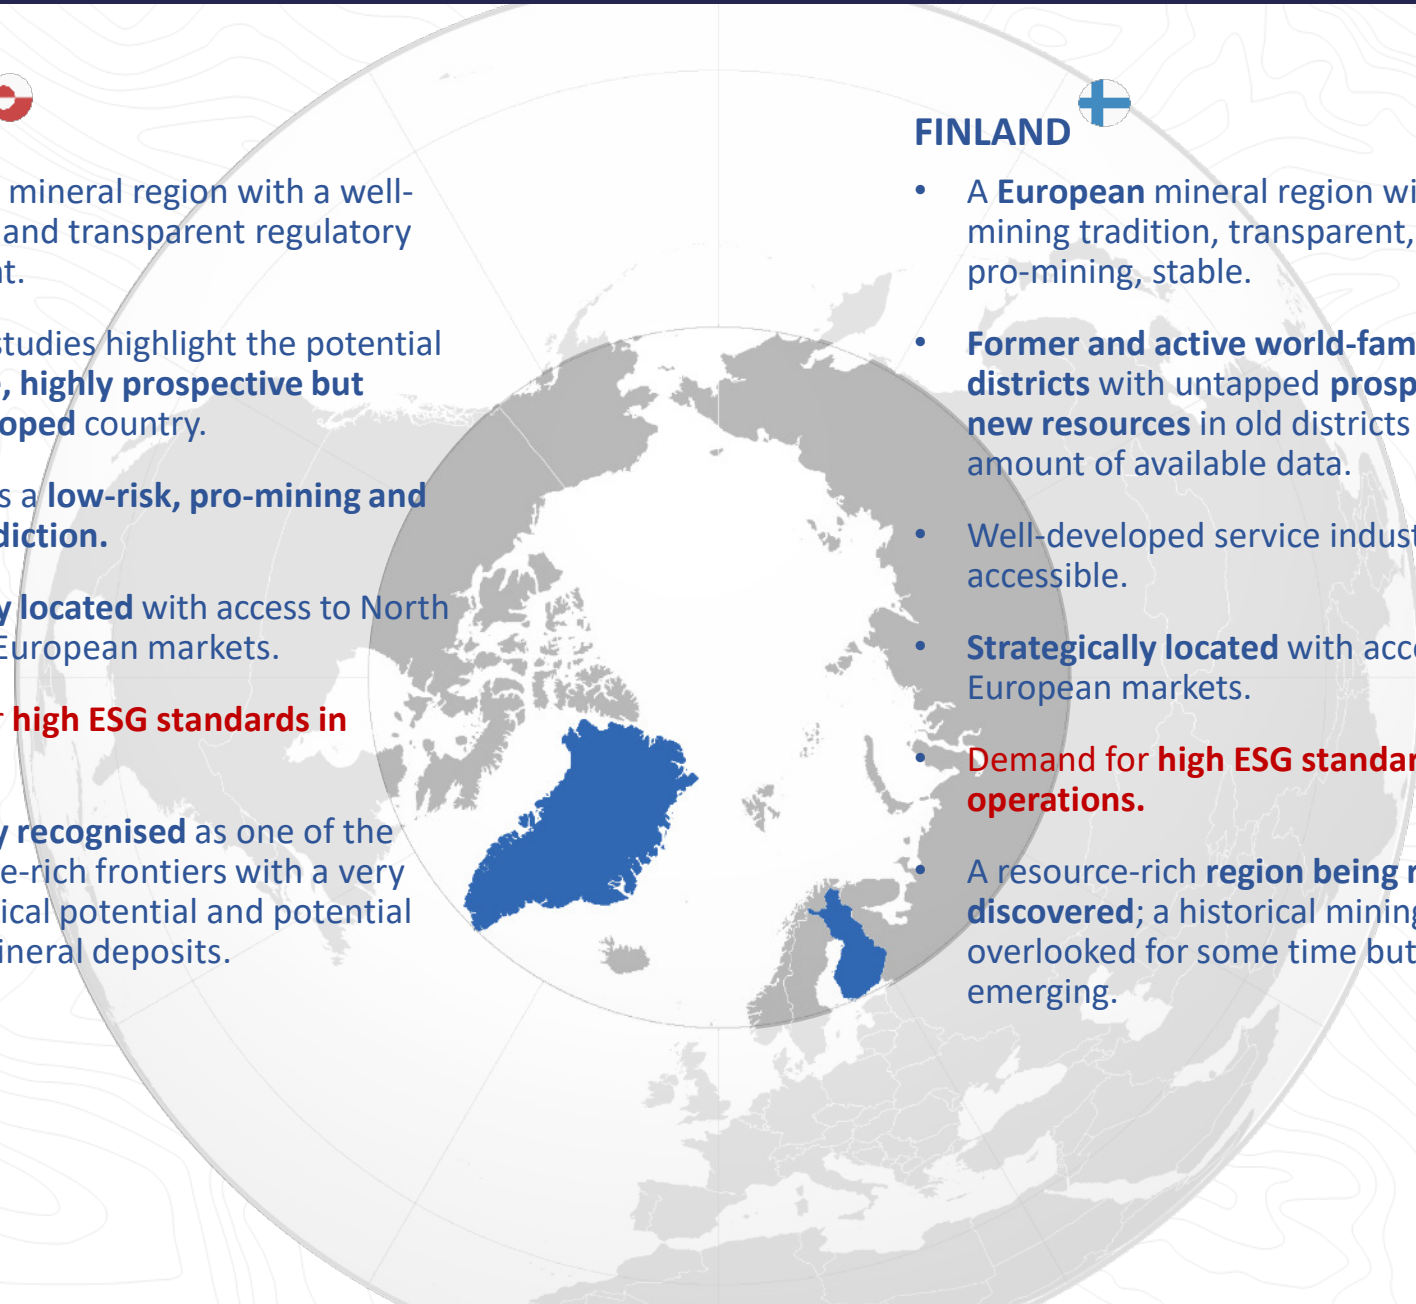 mineral region with a well-
and transparent regulatory
studies highlight the potential
highly prospective but
country.
s a low-risk, pro-mining and
located with access to North
European markets.
high ESG standards in
recognised as one of the
e-rich frontiers with a very
ical potential and potential
mineral deposits.
FINLAND
• A European mineral region wi
mining tradition, transparent,
pro-mining, stable.
• Former and active world-fam
districts with untapped prosp
new resources in old districts
amount of available data.
• Well-developed service indust
accessible.
• Strategically located with acce
European markets.
• Demand for high ESG standar
operations.
• A resource-rich region being r
discovered; a historical mining
overlooked for some time but
emerging.